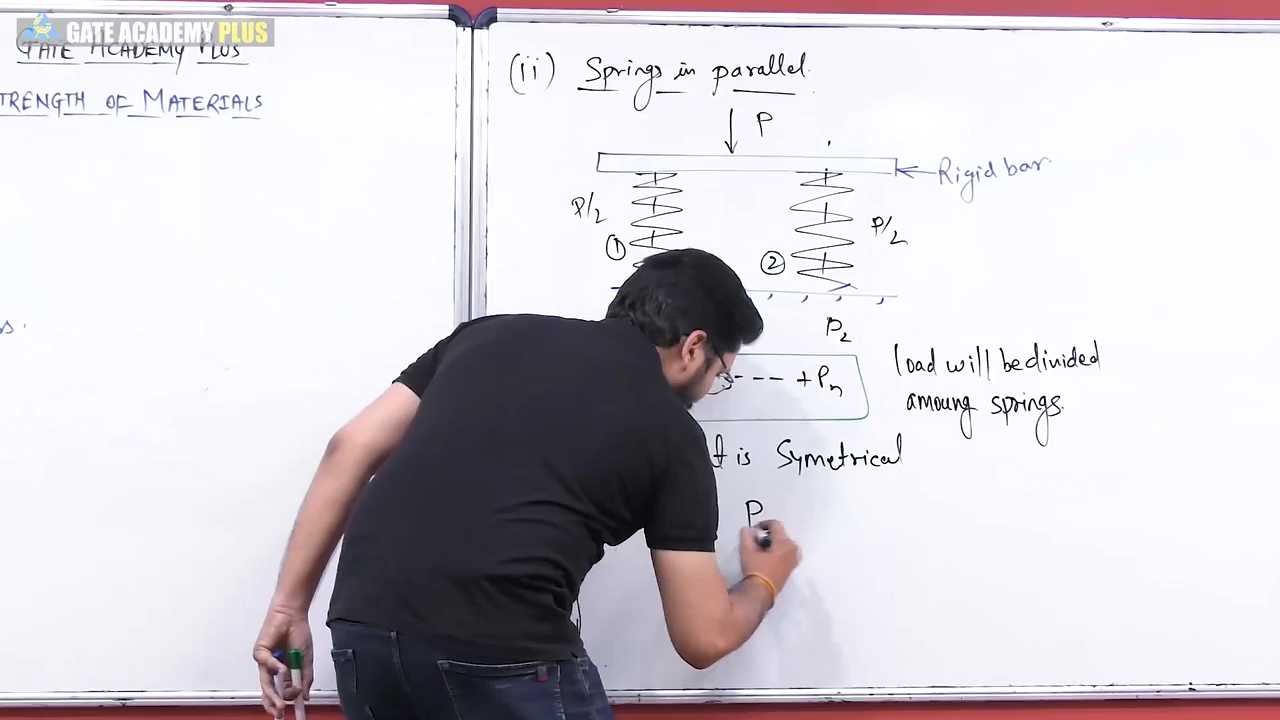 GATE ACADEMY PLUS
GATE ACADEMY PLUS
TRENGTH OF MATERIALS
(ii) Springs in parallel
P
Rigid bar
P/2
P/2
①
②
P2
--- + Pn
load will be divided
amoung springs.
is Symetrical
P